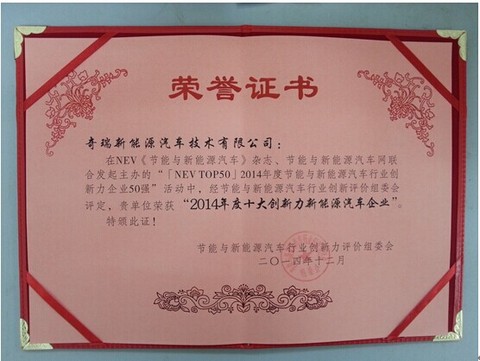 荣誉证书
奇瑞新能源汽车技术有限公司：
在NEV《节能与新能源汽车》杂志、节能与新能源汽车网联
合发起主办的“「NEV TOP50」2014年度节能与新能源汽车行业创
新力企业50强”活动中，经节能与新能源汽车行业创新评价组委会
评定，贵单位荣获“2014年度十大创新力新能源汽车企业”。
特颁此证！
节能与新能源汽车行业创新力评价组委会
二〇一四年十二月